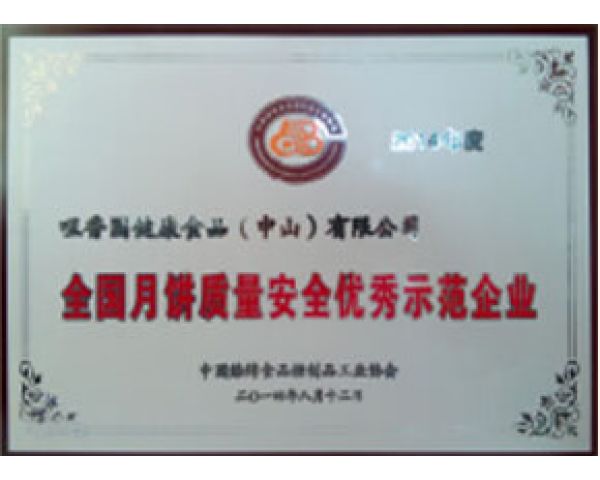 2014年度
咀香園健康食品（中山）有限公司
全国月饼质量安全优秀示范企业
中国焙烤食品糖制品工业协会
二〇一四年八月十二日